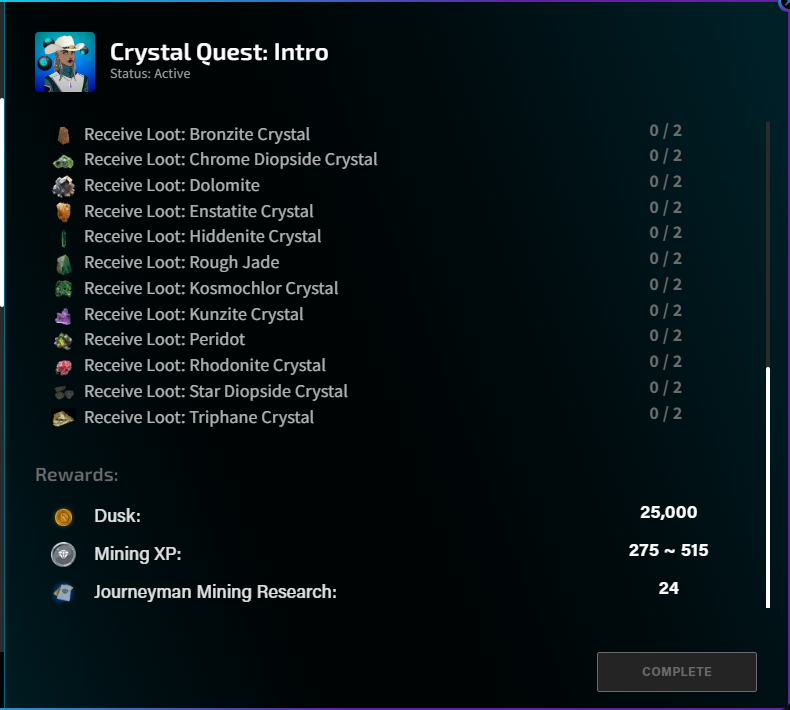 Crystal Quest: Intro
Status: Active
Receive Loot: Bronzite Crystal 0 / 2
Receive Loot: Chrome Diopside Crystal 0 / 2
Receive Loot: Dolomite 0 / 2
Receive Loot: Enstatite Crystal 0 / 2
Receive Loot: Hiddenite Crystal 0 / 2
Receive Loot: Rough Jade 0 / 2
Receive Loot: Kosmochlor Crystal 0 / 2
Receive Loot: Kunzite Crystal 0 / 2
Receive Loot: Peridot 0 / 2
Receive Loot: Rhodonite Crystal 0 / 2
Receive Loot: Star Diopside Crystal 0 / 2
Receive Loot: Triphane Crystal 0 / 2
Rewards:
Dusk: 25,000
Mining XP: 275 ~ 515
Journeyman Mining Research: 24
COMPLETE